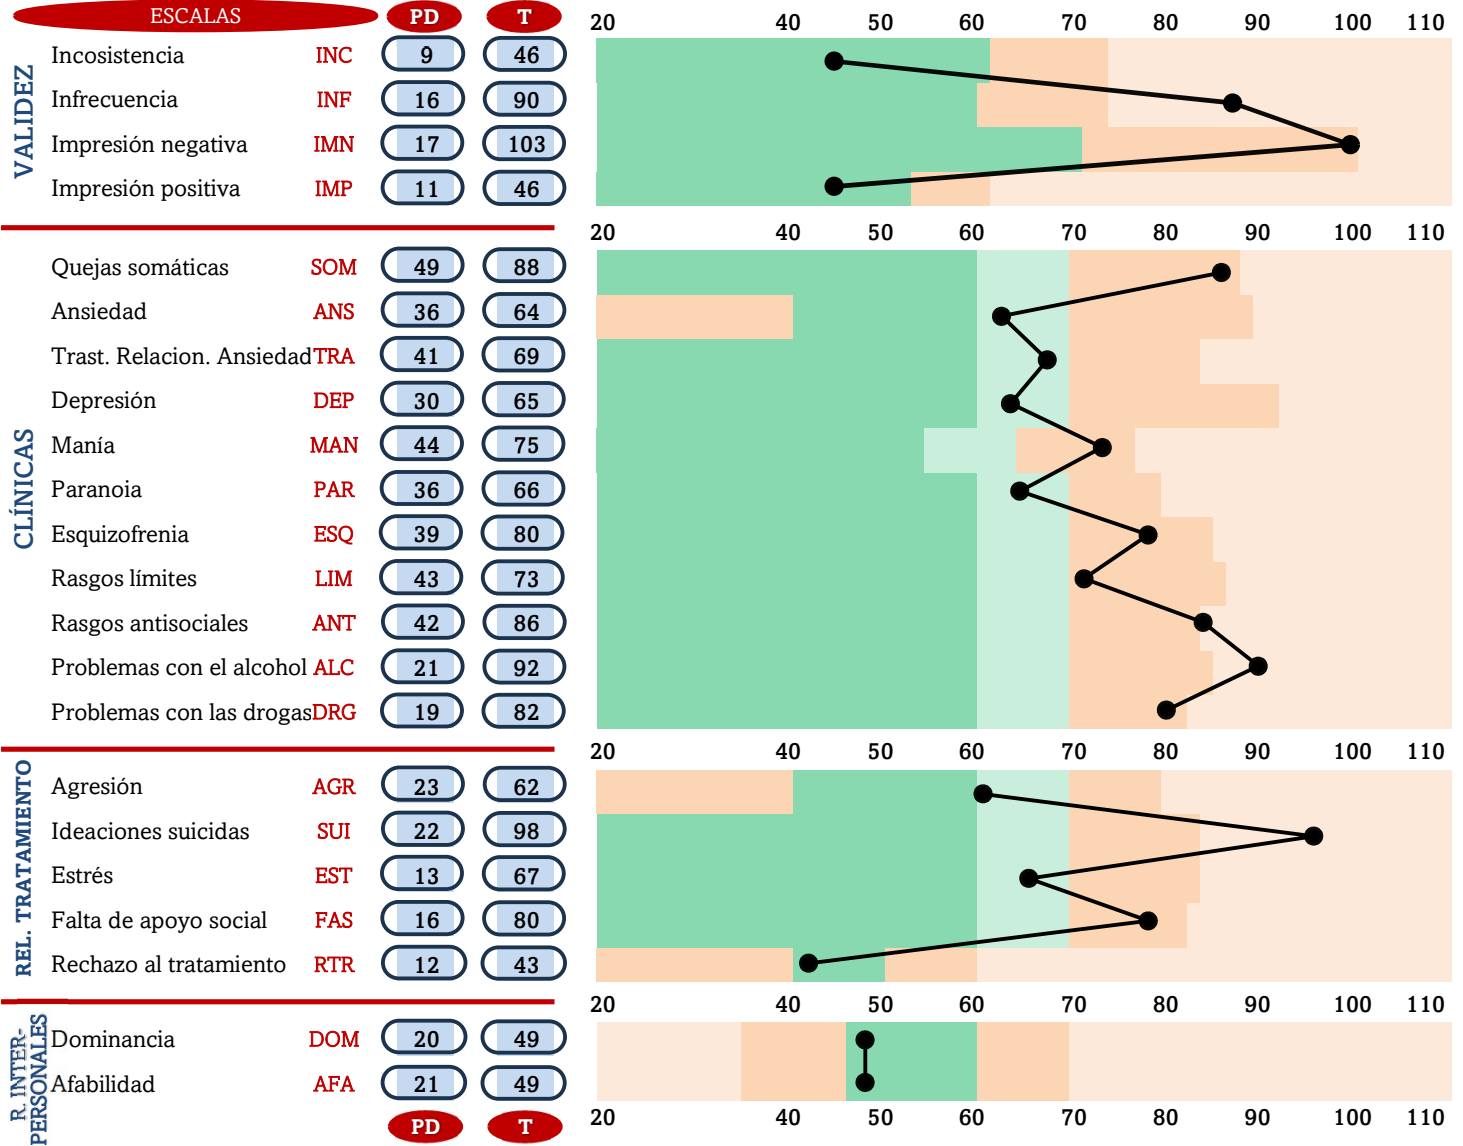 ESCALAS PD T 20 40 50 60 70 80 90 100 110
VALIDEZ
Incosistencia INC 9 46
Infrecuencia INF 16 90
Impresión negativa IMN 17 103
Impresión positiva IMP 11 46
20 40 50 60 70 80 90 100 110
CLÍNICAS
Quejas somáticas SOM 49 88
Ansiedad ANS 36 64
Trast. Relacion. Ansiedad TRA 41 69
Depresión DEP 30 65
Manía MAN 44 75
Paranoia PAR 36 66
Esquizofrenia ESQ 39 80
Rasgos límites LIM 43 73
Rasgos antisociales ANT 42 86
Problemas con el alcohol ALC 21 92
Problemas con las drogas DRG 19 82
20 40 50 60 70 80 90 100 110
REL. TRATAMIENTO
Agresión AGR 23 62
Ideaciones suicidas SUI 22 98
Estrés EST 13 67
Falta de apoyo social FAS 16 80
Rechazo al tratamiento RTR 12 43
20 40 50 60 70 80 90 100 110
R. INTER-
PERSONALES
Dominancia DOM 20 49
Afabilidad AFA 21 49
PD T 20 40 50 60 70 80 90 100 110